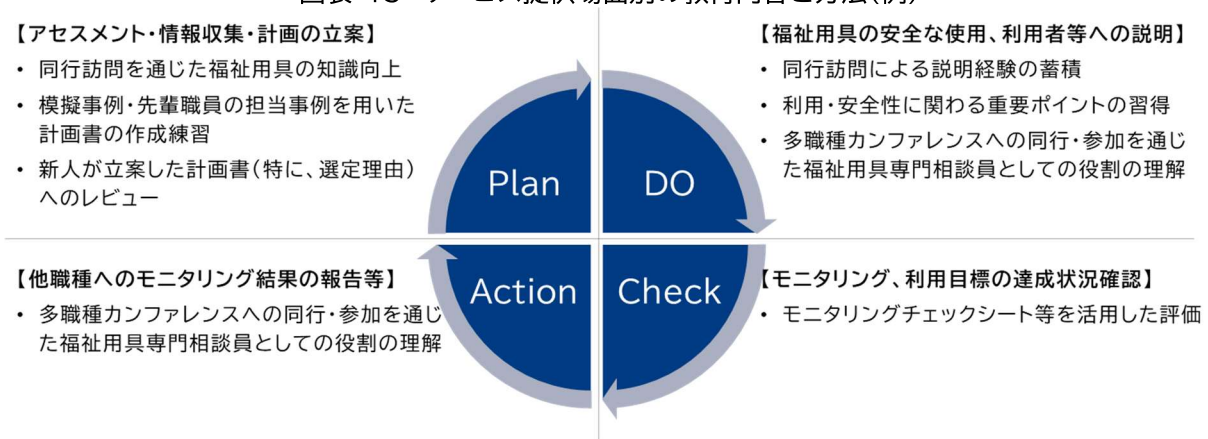 【アセスメント・情報収集・計画の立案】
• 同行訪問を通じた福祉用具の知識向上
• 模擬事例・先輩職員の担当事例を用いた
計画書の作成練習
• 新人が立案した計画書(特に、選定理由)
へのレビュー
【福祉用具の安全な使用、利用者等への説明】
• 同行訪問による説明経験の蓄積
• 利用・安全性に関わる重要ポイントの習得
• 多職種カンファレンスへの同行・参加を通じ
た福祉用具専門相談員としての役割の理解
Plan
DO
【他職種へのモニタリング結果の報告等】
• 多職種カンファレンスへの同行・参加を通じ
た福祉用具専門相談員としての役割の理解
Action
Check
【モニタリング、利用目標の達成状況確認】
• モニタリングチェックシート等を活用した評価